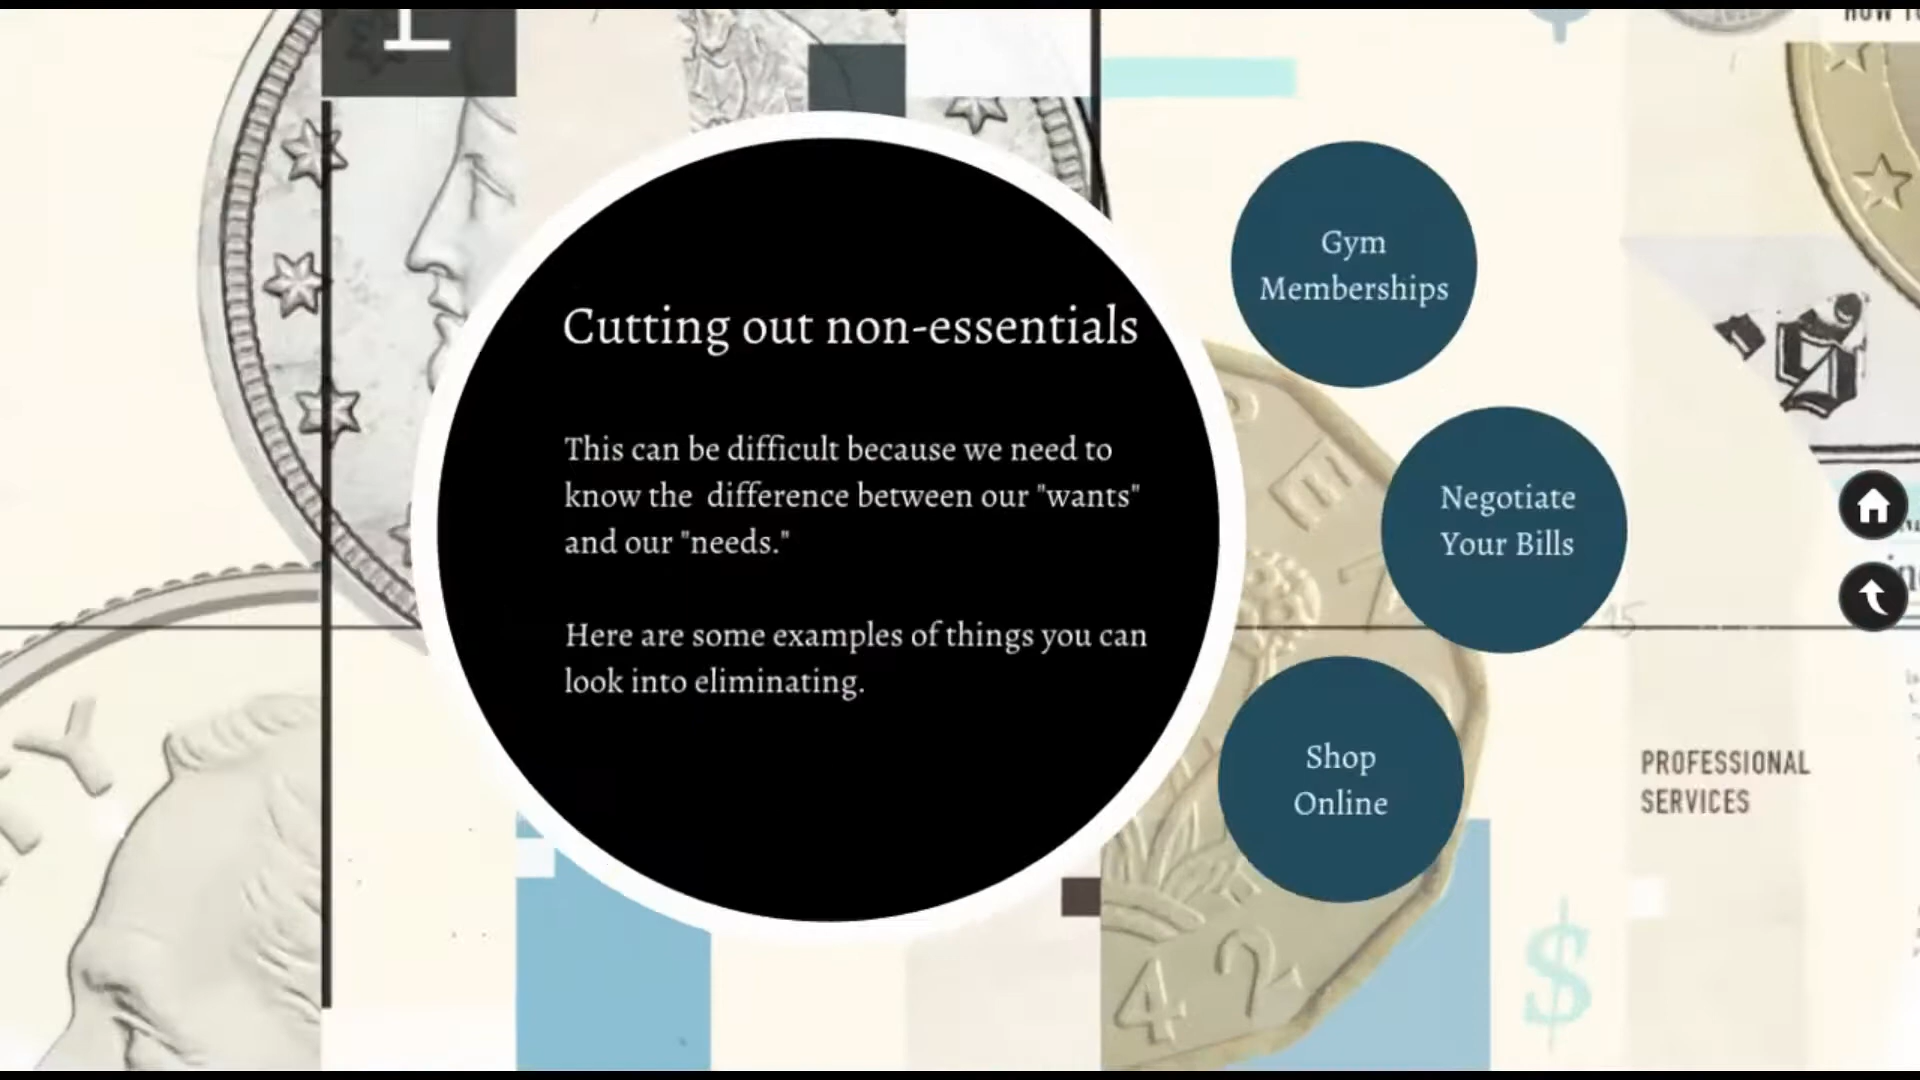 Cutting out non-essentials
This can be difficult because we need to
know the  difference between our "wants"
and our "needs."
Here are some examples of things you can
look into eliminating.
Gym
Memberships
Negotiate
Your Bills
Shop
Online
PROFESSIONAL
SERVICES
$